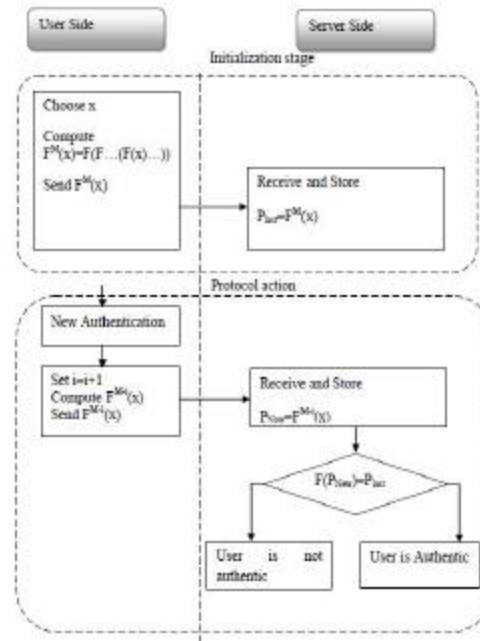 User Side
Server Side
Initialization stage
Choose x
Compute
F^M(x)=F(F…(F(x)…))
Send F^M(x)
Receive and Store
P_last=F^M(x)
Protocol action
New Authentication
Set i=i+1
Compute F^M-i(x)
Send F^M-i(x)
Receive and Store
P_New=F^M-i(x)
F(P_New)=P_last
User is not
authentic
User is Authentic